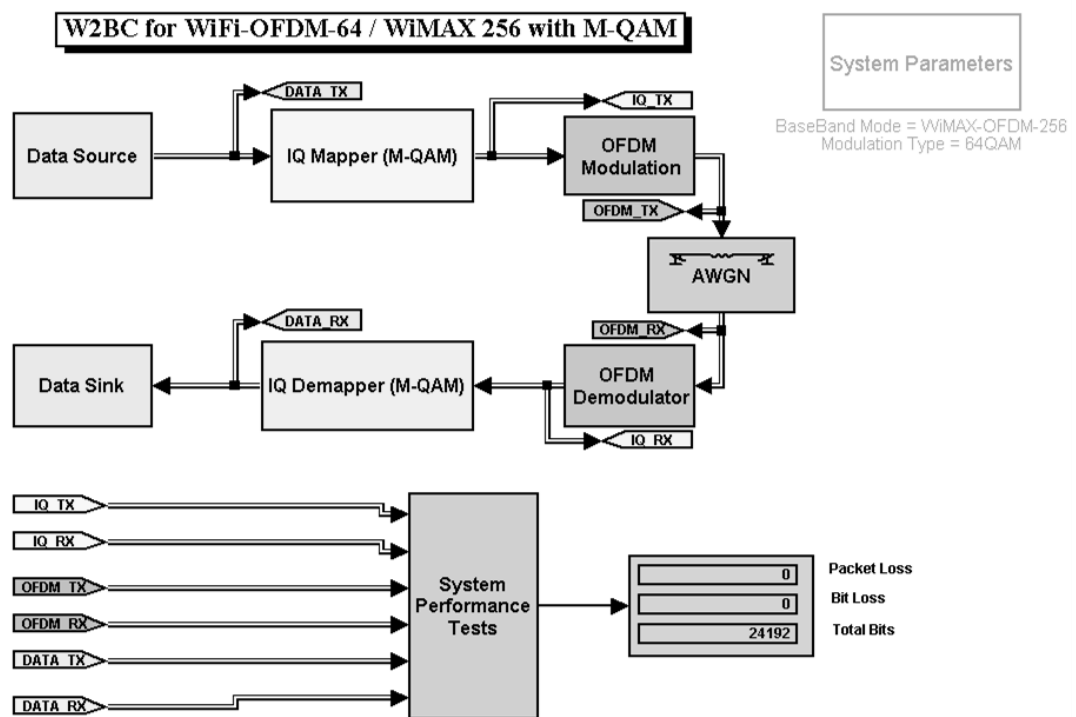 W2BC for WiFi-OFDM-64 / WiMAX 256 with M-QAM
System Parameters
BaseBand Mode = WiMAX-OFDM-256
Modulation Type = 64QAM
DATA_TX
IQ_TX
Data Source
IQ Mapper (M-QAM)
OFDM
Modulation
OFDM_TX
AWGN
DATA_RX
OFDM_RX
Data Sink
IQ Demapper (M-QAM)
OFDM
Demodulator
IQ_RX
IQ_TX
IQ_RX
OFDM_TX
OFDM_RX
DATA_TX
DATA_RX
System
Performance
Tests
0
Packet Loss
0
Bit Loss
24192
Total Bits